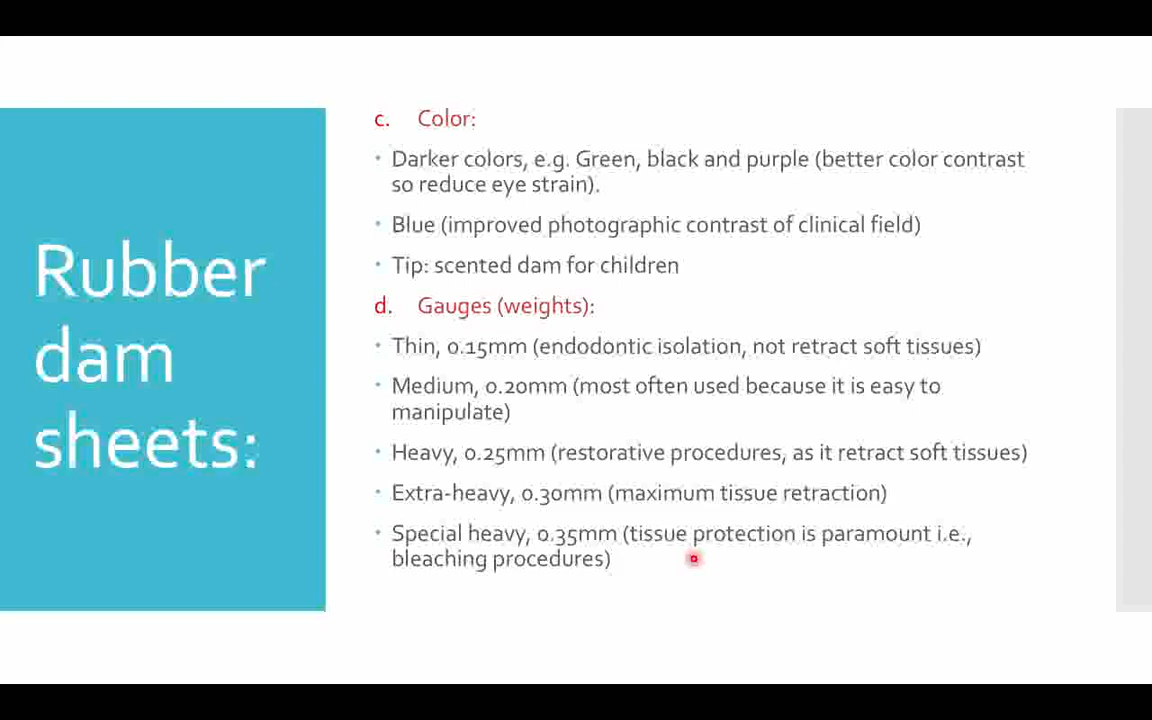 Rubber
dam
sheets:
c. Color:
• Darker colors, e.g. Green, black and purple (better color contrast
so reduce eye strain).
• Blue (improved photographic contrast of clinical field)
• Tip: scented dam for children
d. Gauges (weights):
• Thin, 0.15mm (endodontic isolation, not retract soft tissues)
• Medium, 0.20mm (most often used because it is easy to
manipulate)
• Heavy, 0.25mm (restorative procedures, as it retract soft tissues)
• Extra-heavy, 0.30mm (maximum tissue retraction)
• Special heavy, 0.35mm (tissue protection is paramount i.e.,
bleaching procedures)